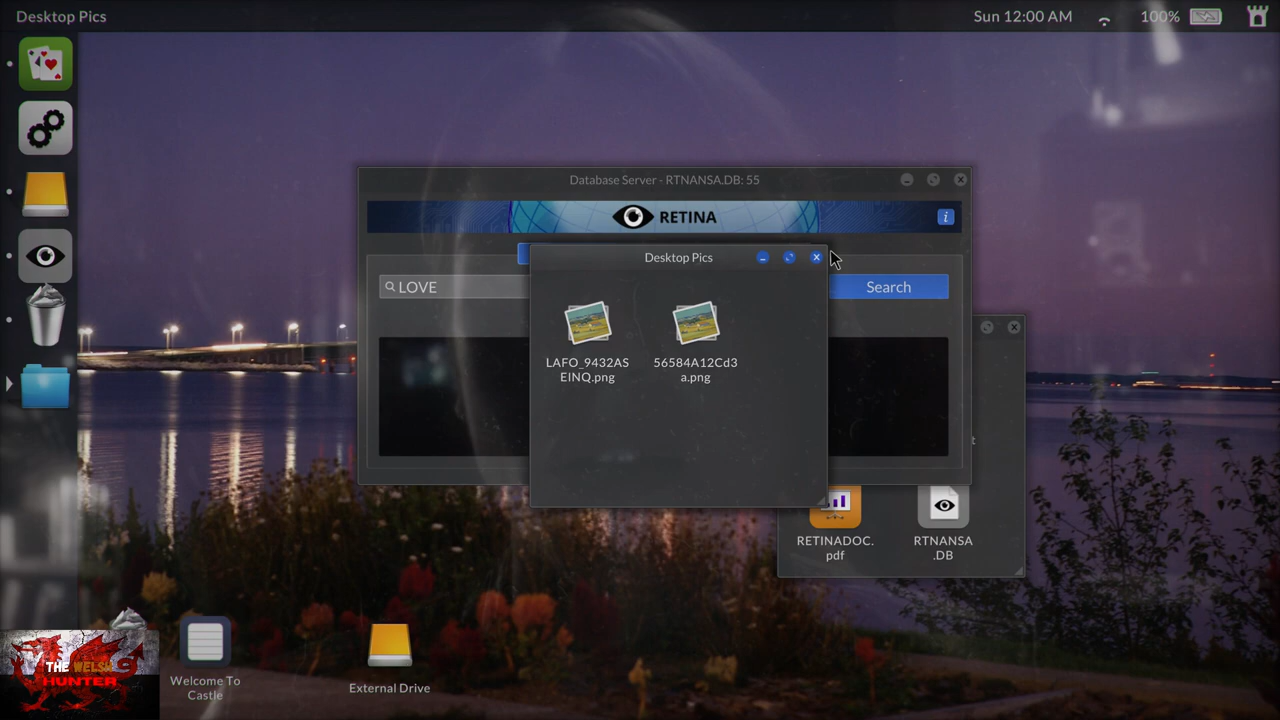 Desktop Pics
Sun 12:00 AM
100%
Database Server - RTNANSA.DB: 55
RETINA
i
Desktop Pics
LOVE
Search
LAFO_9432AS
EINQ.png
56584A12Cd3
a.png
t
RETINADOC.
pdf
RTNANSA
.DB
THE WELSH
HUNTER
Welcome To
Castle
External Drive